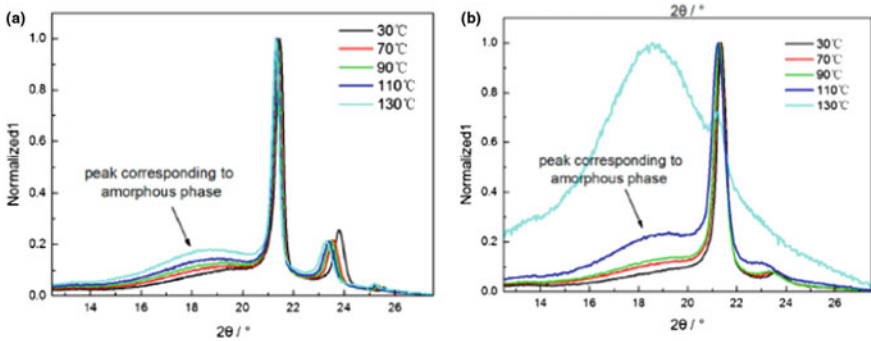 (a)
1.0
0.8
0.6
0.4
0.2
0.0
Normalized1
14 16 18 20 22 24 26
2θ / °
30℃
70℃
90℃
110℃
130℃
peak corresponding to
amorphous phase
(b)
2θ / °
1.0
0.8
0.6
0.4
0.2
0.0
Normalized1
14 16 18 20 22 24 26
2θ / °
30℃
70℃
90℃
110℃
130℃
peak corresponding to
amorphous phase